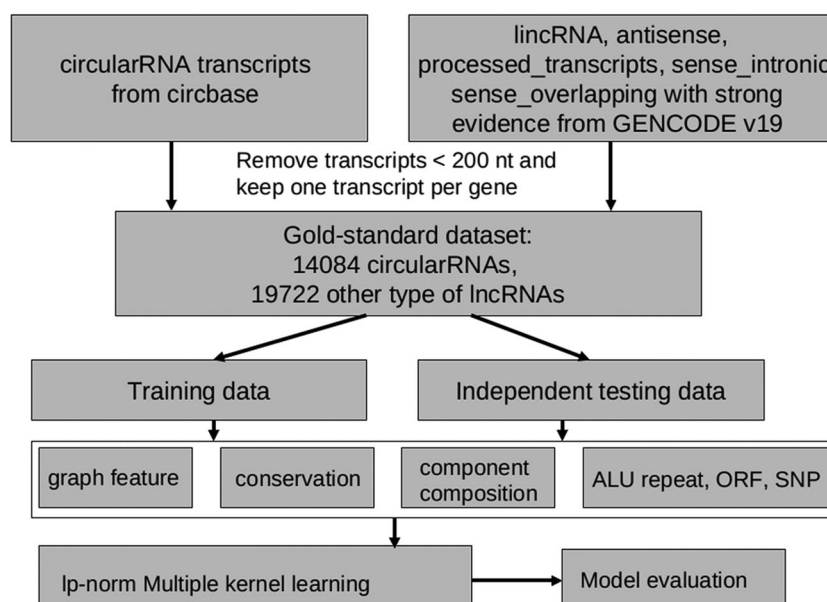 circularRNA transcripts
from circbase
lincRNA, antisense,
processed_transcripts, sense_intronic
sense_overlapping with strong
evidence from GENCODE v19
Remove transcripts < 200 nt and
keep one transcript per gene
Gold-standard dataset:
14084 circularRNAs,
19722 other type of lncRNAs
Training data
Independent testing data
graph feature
conservation
component
composition
ALU repeat, ORF, SNP
lp-norm Multiple kernel learning
Model evaluation